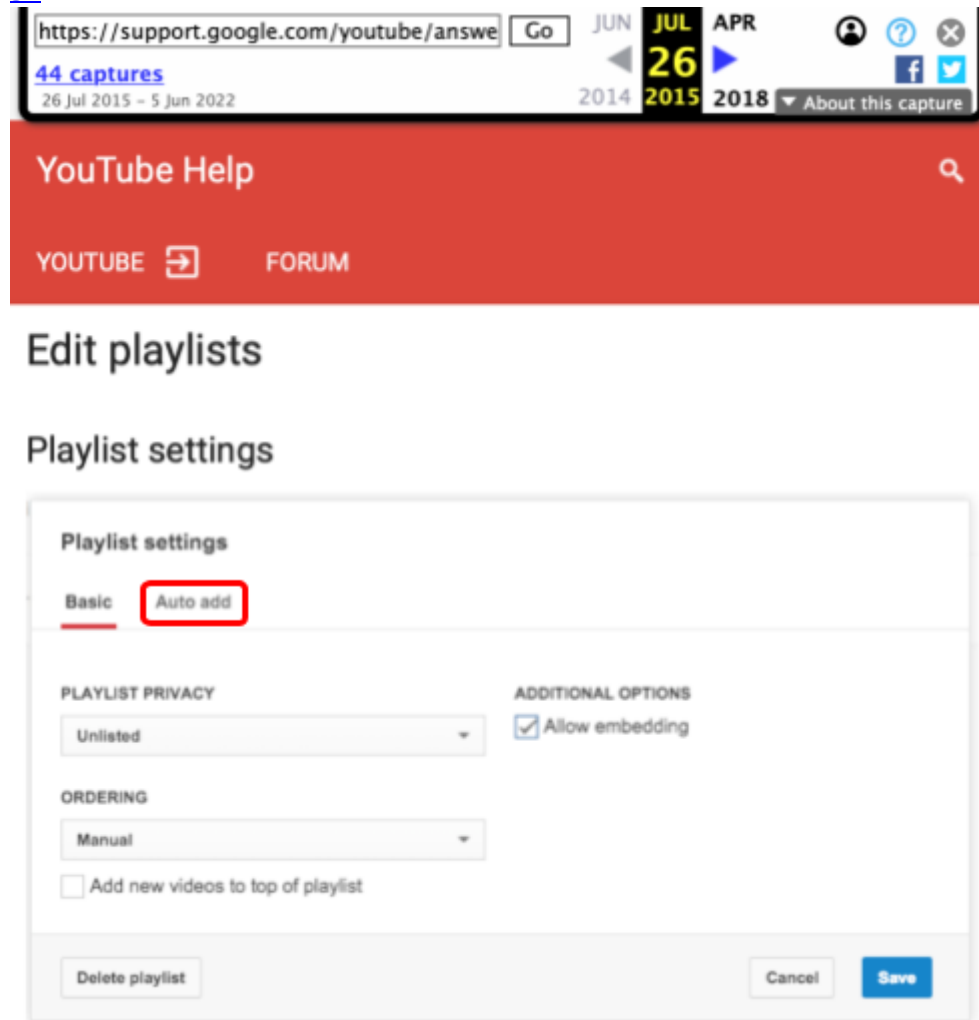 https://support.google.com/youtube/answe Go JUN JUL APR
44 captures 26
26 Jul 2015 – 5 Jun 2022 2014 2015 2018 ▼ About this capture
YouTube Help
YOUTUBE FORUM
Edit playlists
Playlist settings
Playlist settings
Basic Auto add
PLAYLIST PRIVACY ADDITIONAL OPTIONS
Unlisted Allow embedding
ORDERING
Manual
Add new videos to top of playlist
Delete playlist Cancel Save